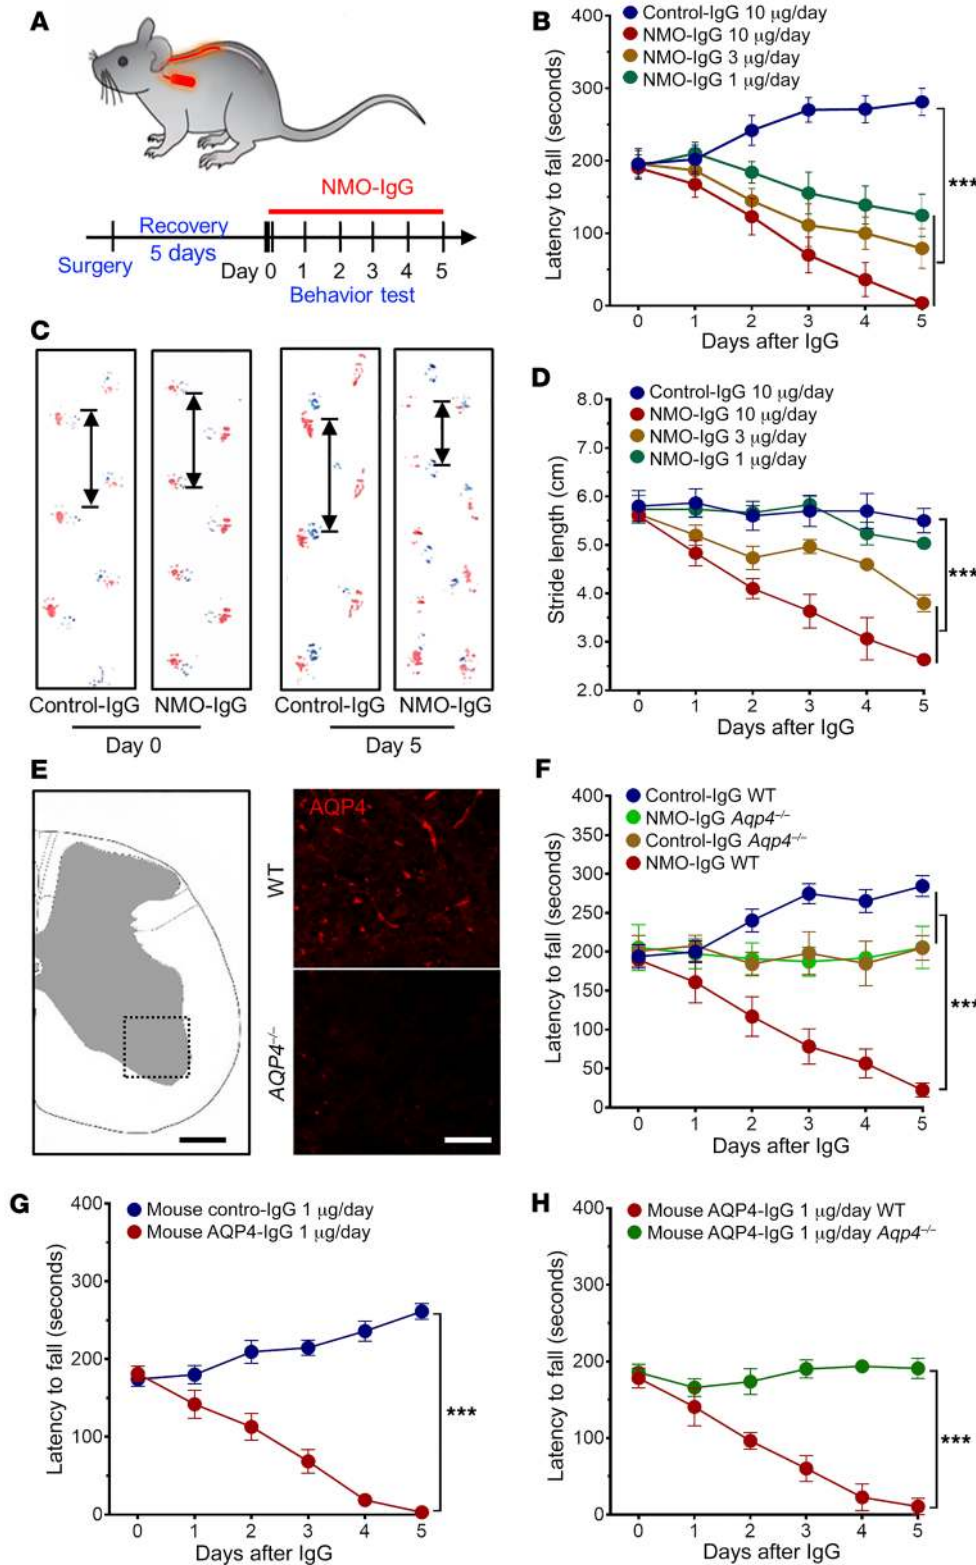 A
NMO-IgG
Recovery
5 days
Surgery
Day 0 1 2 3 4 5
Behavior test
B
Control-IgG 10 μg/day
NMO-IgG 10 μg/day
NMO-IgG 3 μg/day
NMO-IgG 1 μg/day
Latency to fall (seconds)
400
300
200
100
0
***
0 1 2 3 4 5
Days after IgG
C
Control-IgG NMO-IgG
Day 0
Control-IgG NMO-IgG
Day 5
D
Control-IgG 10 μg/day
NMO-IgG 10 μg/day
NMO-IgG 3 μg/day
NMO-IgG 1 μg/day
Stride length (cm)
8.0
7.0
6.0
5.0
4.0
3.0
2.0
***
0 1 2 3 4 5
Days after IgG
E
AQP4
WT
AQP4–/–
F
Control-IgG WT
NMO-IgG Aqp4–/–
Control-IgG Aqp4–/–
NMO-IgG WT
Latency to fall (seconds)
400
350
300
250
200
150
100
50
0
***
0 1 2 3 4 5
Days after IgG
G
Mouse contro-IgG 1 μg/day
Mouse AQP4-IgG 1 μg/day
Latency to fall (seconds)
400
300
200
100
0
***
0 1 2 3 4 5
Days after IgG
H
Mouse AQP4-IgG 1 μg/day WT
Mouse AQP4-IgG 1 μg/day Aqp4–/–
Latency to fall (seconds)
400
300
200
100
0
***
0 1 2 3 4 5
Days after IgG